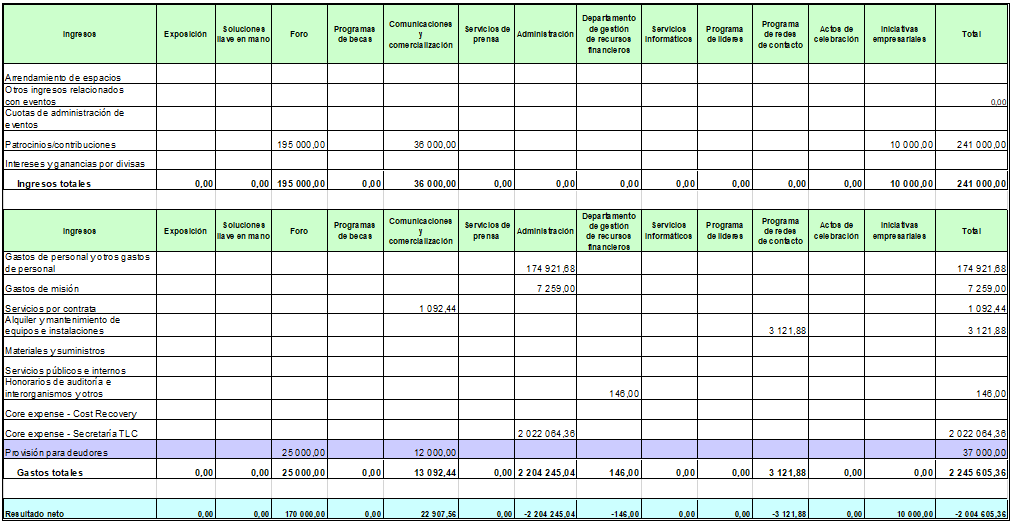 Ingresos Exposición Soluciones llave en mano Foro Programas de becas Comunicaciones y comercialización Servicios de prensa Administración Departamento de gestión de recursos financieros Servicios informáticos Programa de líderes Programa de redes de contacto Actos de celebración Iniciativas empresariales Total
Arrendamiento de espacios
Otros ingresos relacionados con eventos 0,00
Cuotas de administración de eventos
Patrocinios/contribuciones 195 000,00 36 000,00 10 000,00 241 000,00
Intereses y ganancias por divisas
Ingresos totales 0,00 0,00 195 000,00 0,00 36 000,00 0,00 0,00 0,00 0,00 0,00 0,00 0,00 10 000,00 241 000,00
Ingresos Exposición Soluciones llave en mano Foro Programas de becas Comunicaciones y comercialización Servicios de prensa Administración Departamento de gestión de recursos financieros Servicios informáticos Programa de líderes Programa de redes de contacto Actos de celebración Iniciativas empresariales Total
Gastos de personal y otros gastos de personal 174 921,68 174 921,68
Gastos de misión 7 259,00 7 259,00
Servicios por contrata 1 092,44 1 092,44
Alquiler y mantenimiento de equipos e instalaciones 3 121,88 3 121,88
Materiales y suministros
Servicios públicos e internos
Honorarios de auditoría e interorganismos y otros 146,00 146,00
Core expense - Cost Recovery
Core expense - Secretaría TLC 2 022 064,36 2 022 064,36
Provisión para deudores 25 000,00 12 000,00 37 000,00
Gastos totales 0,00 0,00 25 000,00 0,00 13 092,44 0,00 2 204 245,04 146,00 0,00 0,00 3 121,88 0,00 0,00 2 245 605,36
Resultado neto 0,00 0,00 170 000,00 0,00 22 907,56 0,00 -2 204 245,04 -146,00 0,00 0,00 -3 121,88 0,00 10 000,00 -2 004 605,36